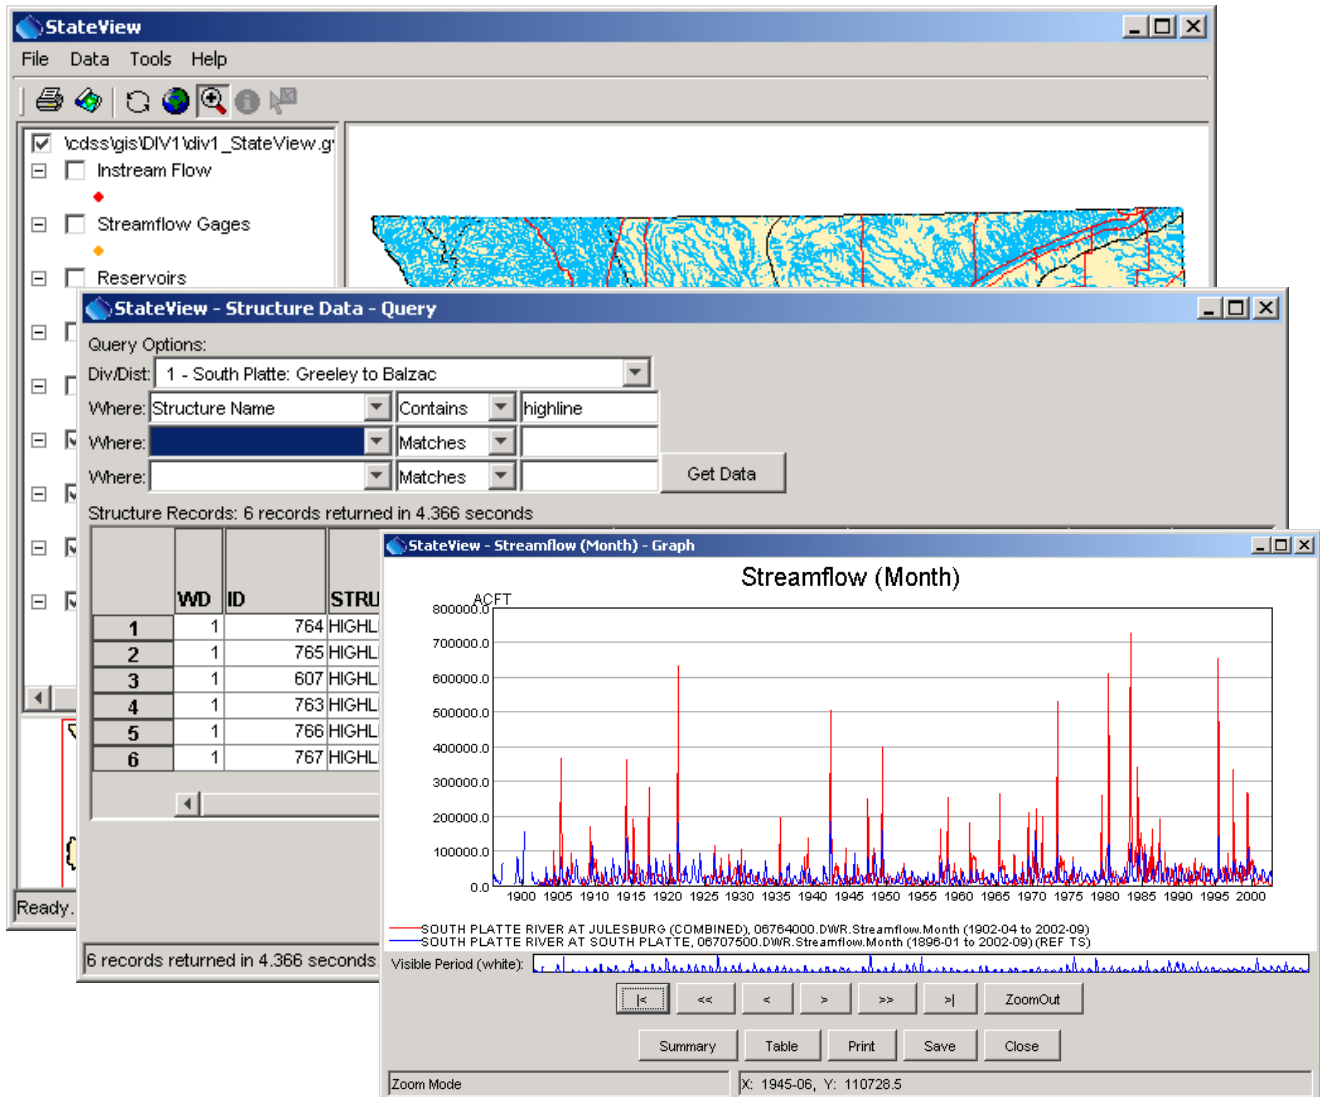 StateView
File Data Tools Help
\cdss\gis\DIV1\div1_StateView.g
Instream Flow
Streamflow Gages
Reservoirs
StateView - Structure Data - Query
Query Options:
Div/Dist: 1 - South Platte: Greeley to Balzac
Where: Structure Name Contains highline
Where: Matches
Where: Matches
Get Data
Structure Records: 6 records returned in 4.366 seconds
WD ID STRU
1 1 764 HIGHLI
2 1 765 HIGHLI
3 1 607 HIGHLI
4 1 763 HIGHLI
5 1 766 HIGHLI
6 1 767 HIGHLI
Ready.
6 records returned in 4.366 seconds
StateView - Streamflow (Month) - Graph
Streamflow (Month)
ACFT
800000.0
700000.0
600000.0
500000.0
400000.0
300000.0
200000.0
100000.0
0.0
1900 1905 1910 1915 1920 1925 1930 1935 1940 1945 1950 1955 1960 1965 1970 1975 1980 1985 1990 1995 2000
SOUTH PLATTE RIVER AT JULESBURG (COMBINED), 06764000.DWR.Streamflow.Month (1902-04 to 2002-09)
SOUTH PLATTE RIVER AT SOUTH PLATTE, 06707500.DWR.Streamflow.Month (1896-01 to 2002-09) (REF TS)
Visible Period (white):
|< << < > >> >| ZoomOut
Summary Table Print Save Close
Zoom Mode
X: 1945-06, Y: 110728.5